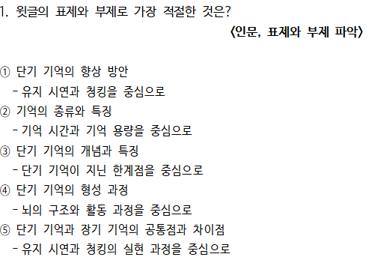 1. 윗글의 표제와 부제로 가장 적절한 것은?
<인문, 표제와 부제 파악>
① 단기 기억의 향상 방안
- 유지 시연과 청킹을 중심으로
② 기억의 종류와 특징
- 기억 시간과 기억 용량을 중심으로
③ 단기 기억의 개념과 특징
- 단기 기억이 지닌 한계점을 중심으로
④ 단기 기억의 형성 과정
- 뇌의 구조와 활동 과정을 중심으로
⑤ 단기 기억과 장기 기억의 공통점과 차이점
- 유지 시연과 청킹의 실현 과정을 중심으로